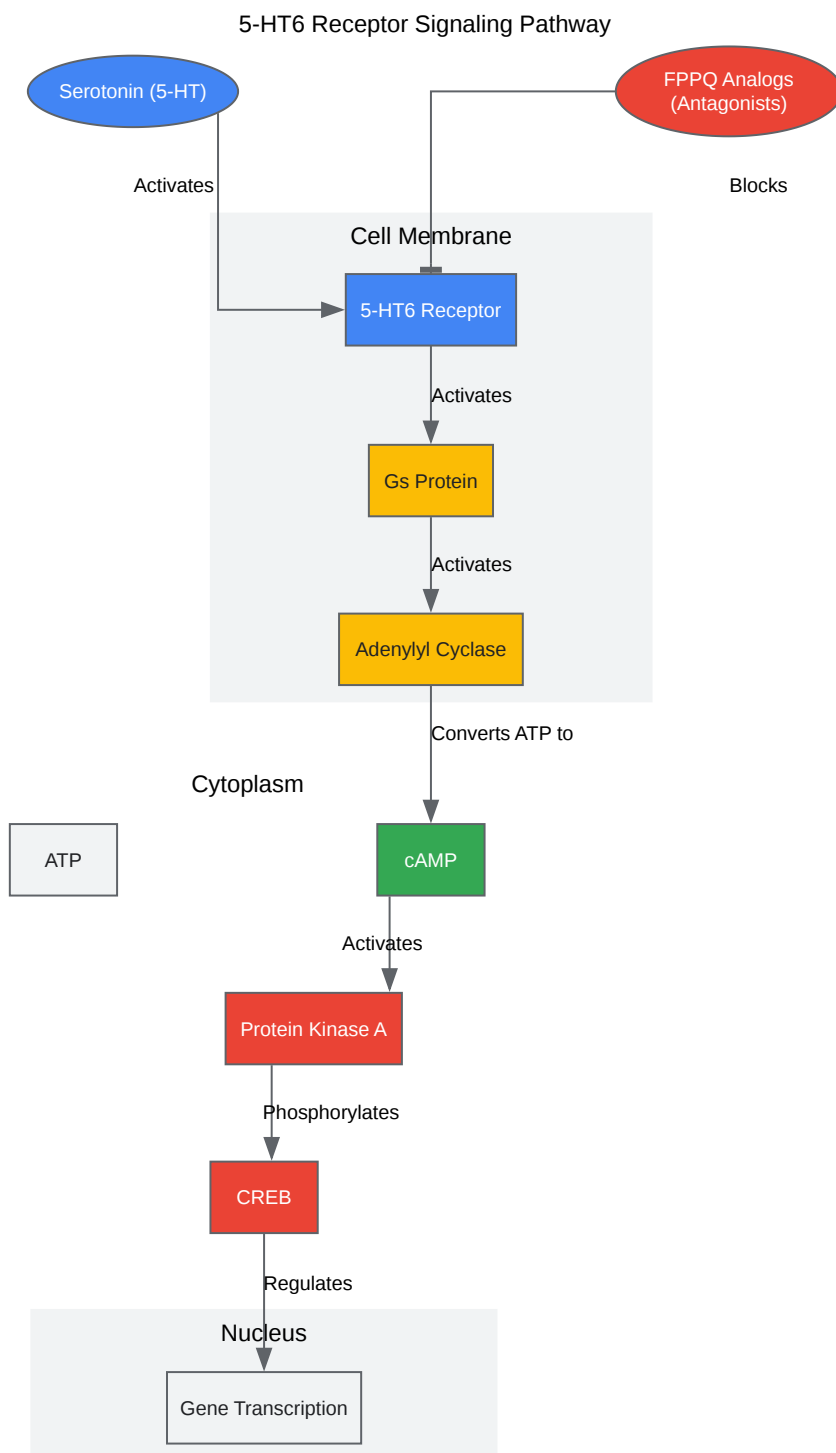 5-HT6 Receptor Signaling Pathway
Serotonin (5-HT)
FPPQ Analogs
(Antagonists)
Activates
Blocks
Cell Membrane
5-HT6 Receptor
Activates
Gs Protein
Activates
Adenylyl Cyclase
Converts ATP to
Cytoplasm
ATP
cAMP
Activates
Protein Kinase A
Phosphorylates
CREB
Regulates
Nucleus
Gene Transcription